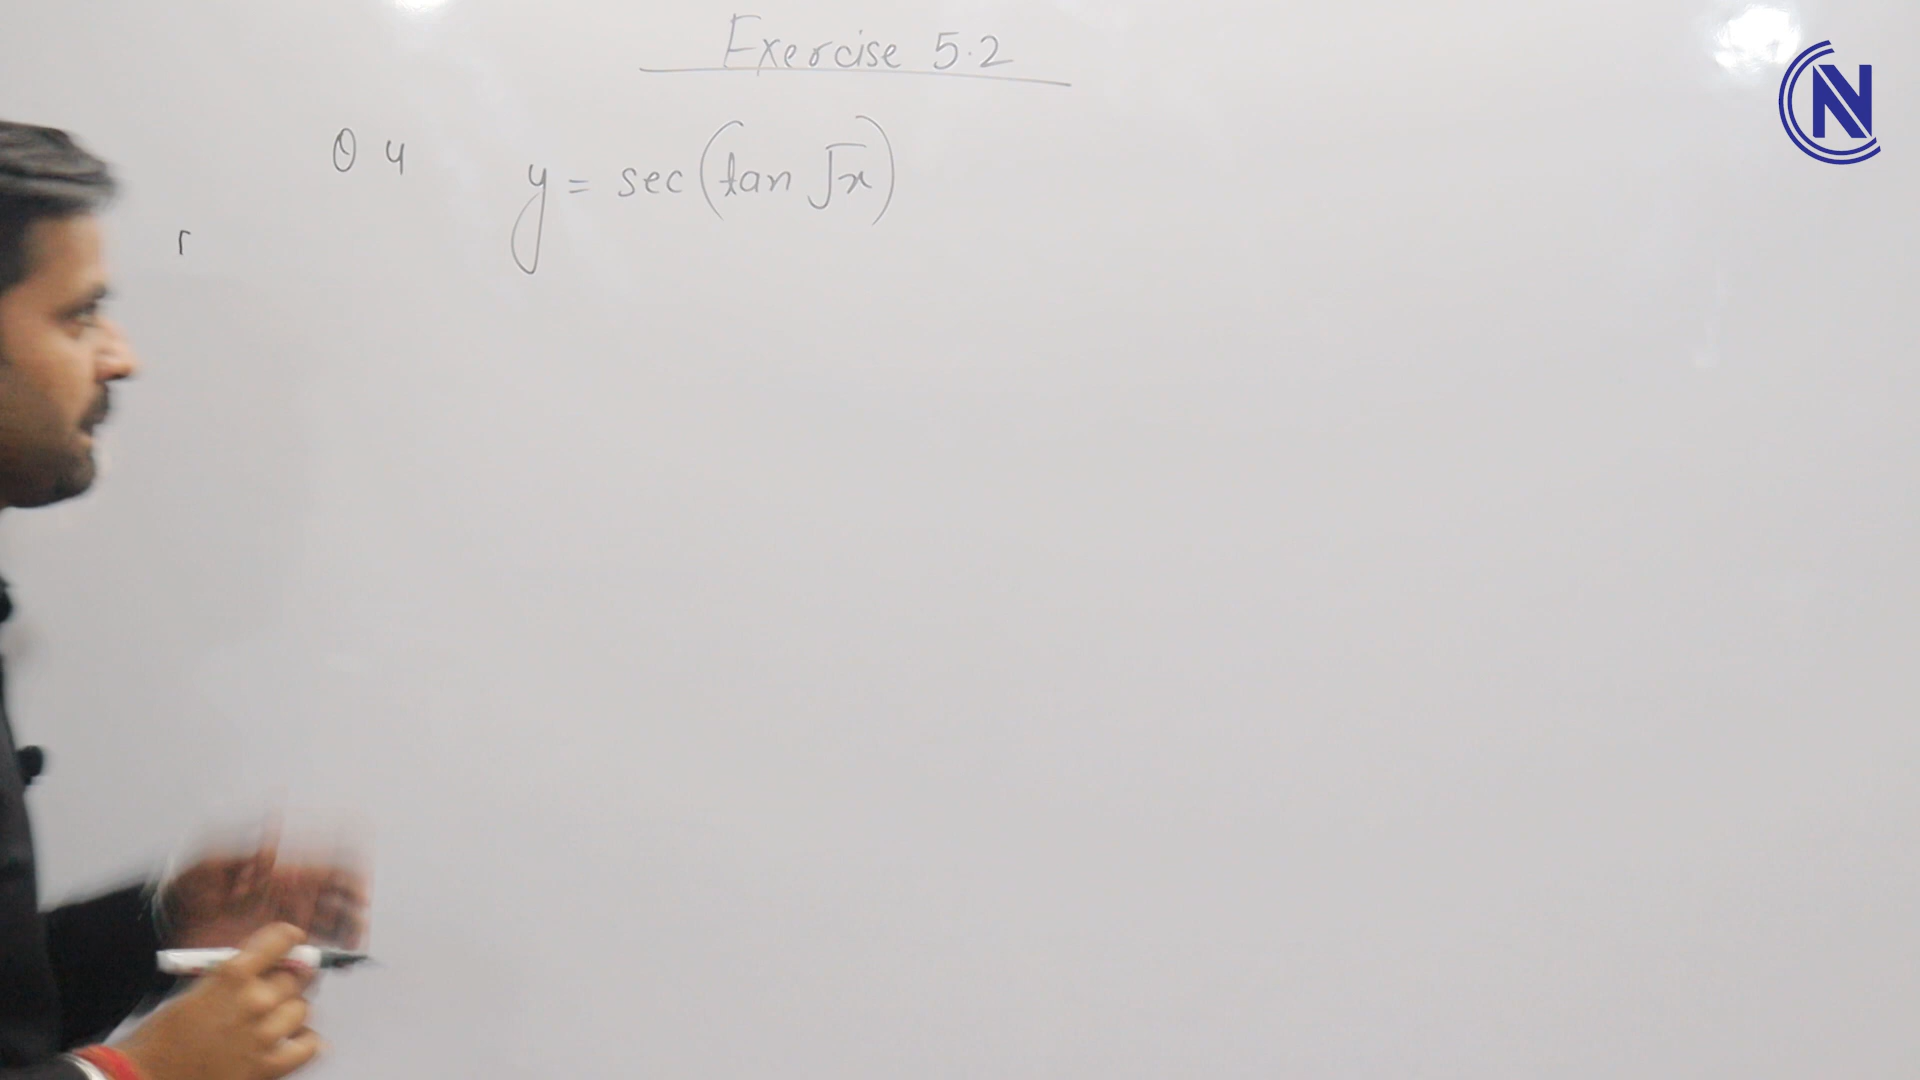 Exercise 5.2
Q 4 y = sec(tan √x)
N